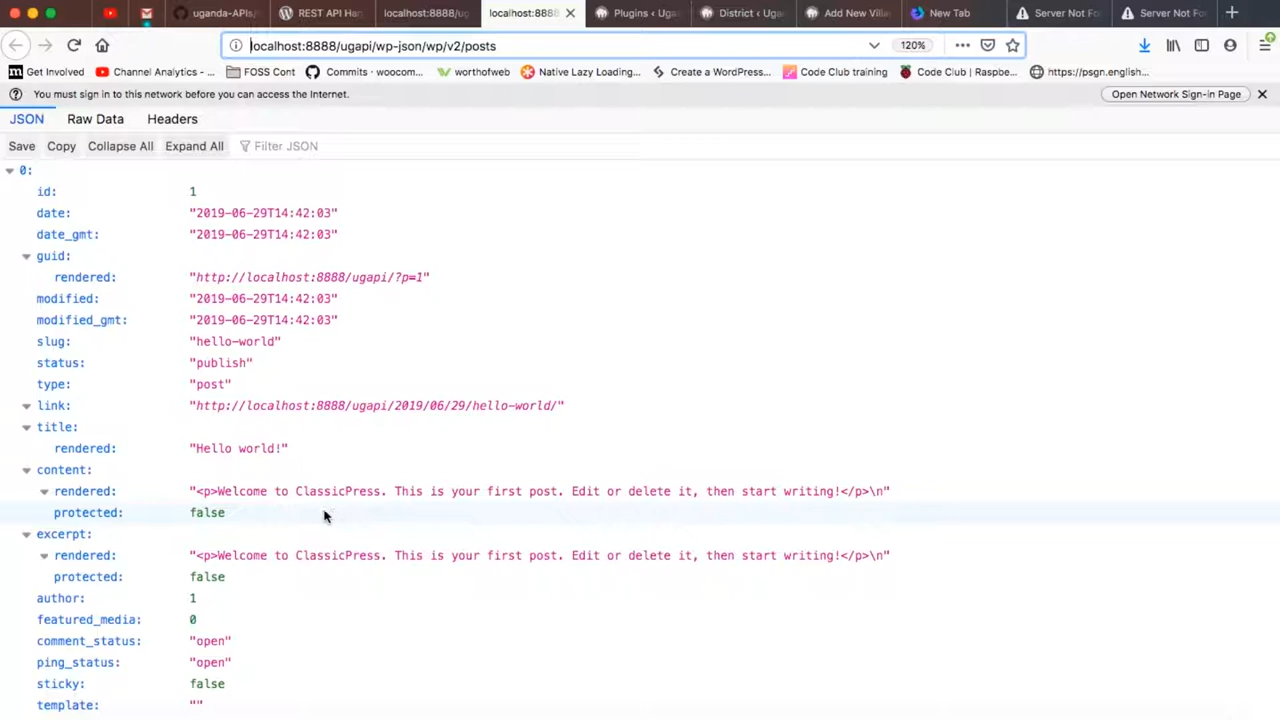 uganda-APIs/
REST API Han
localhost:8888/ug
localhost:8888
Plugins ‹ Uga
District ‹ Uga
Add New Villa
New Tab
Server Not Fo
Server Not Fo
localhost:8888/ugapi/wp-json/wp/v2/posts
120%
Get Involved
Channel Analytics - ...
FOSS Cont
Commits · woocom...
worthofweb
Native Lazy Loading...
Create a WordPress...
Code Club training
Code Club | Raspbe...
https://psgn.english...
You must sign in to this network before you can access the Internet.
Open Network Sign-in Page
JSON Raw Data Headers
Save Copy Collapse All Expand All Filter JSON
0:
id: 1
date: "2019-06-29T14:42:03"
date_gmt: "2019-06-29T14:42:03"
guid:
rendered: "http://localhost:8888/ugapi/?p=1"
modified: "2019-06-29T14:42:03"
modified_gmt: "2019-06-29T14:42:03"
slug: "hello-world"
status: "publish"
type: "post"
link: "http://localhost:8888/ugapi/2019/06/29/hello-world/"
title:
rendered: "Hello world!"
content:
rendered: "<p>Welcome to ClassicPress. This is your first post. Edit or delete it, then start writing!</p>\n"
protected: false
excerpt:
rendered: "<p>Welcome to ClassicPress. This is your first post. Edit or delete it, then start writing!</p>\n"
protected: false
author: 1
featured_media: 0
comment_status: "open"
ping_status: "open"
sticky: false
template: ""